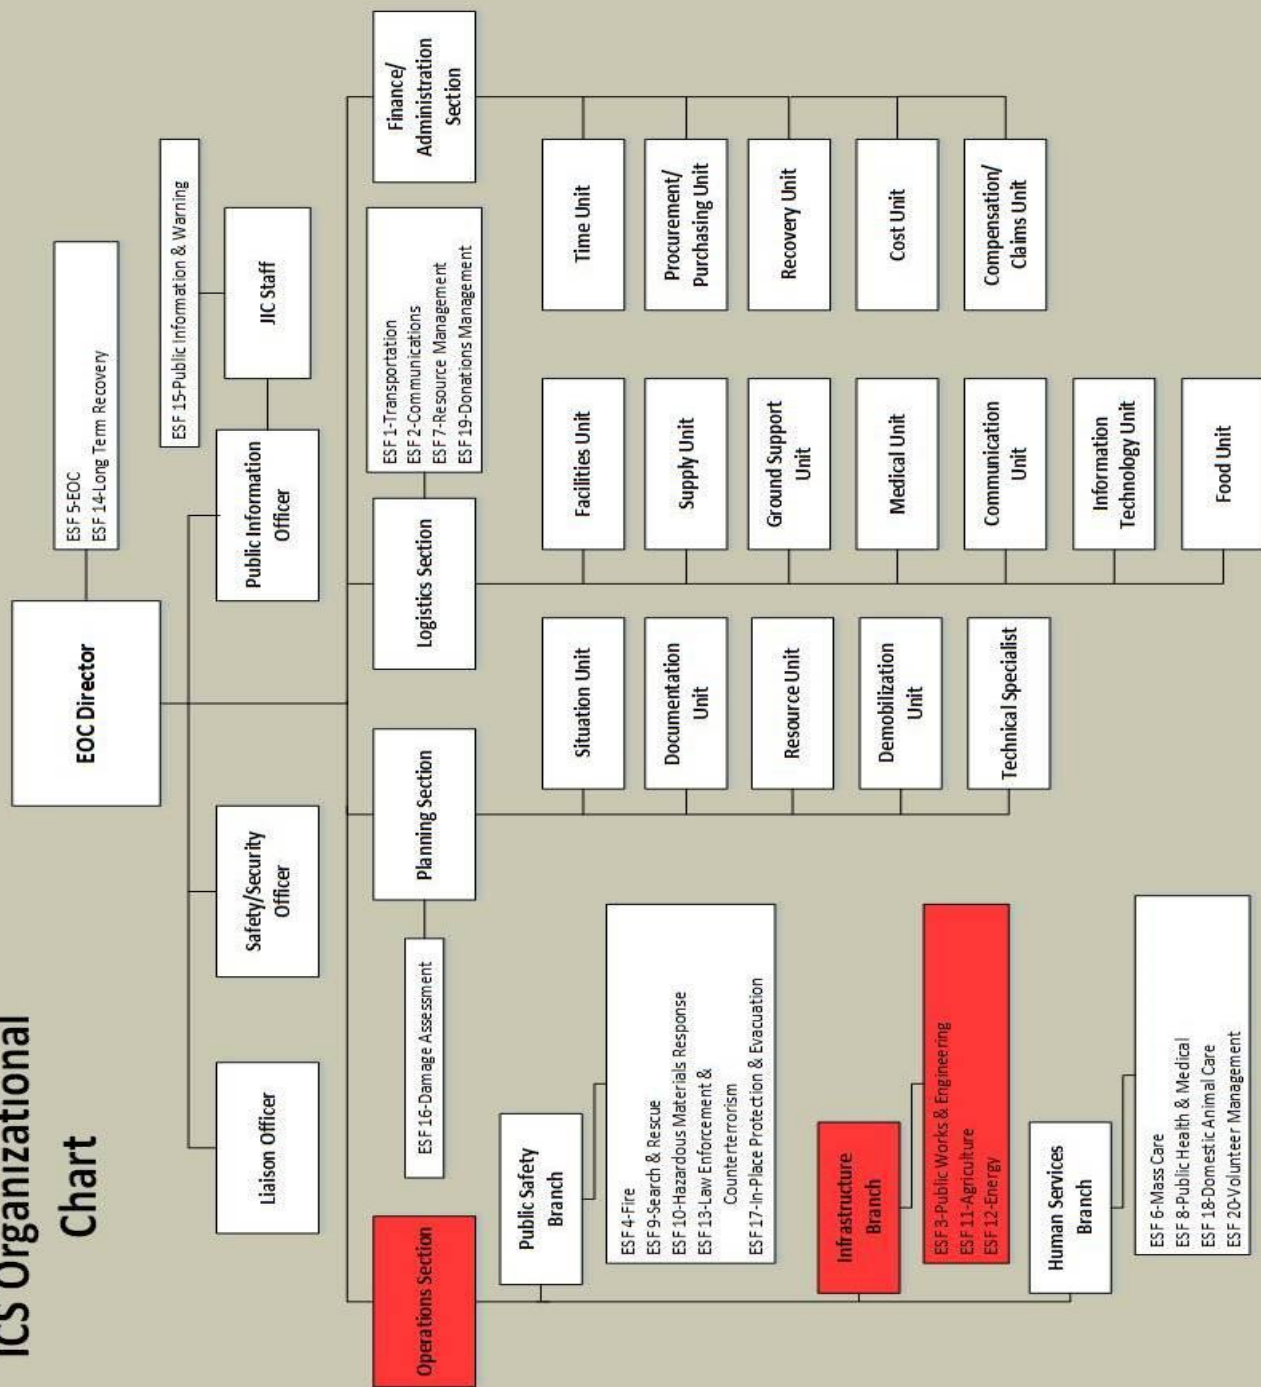 ICS Organizational
Chart
EOC Director
ESF 5-EOC
ESF 14-Long Term Recovery
ESF 15-Public Information & Warning
Liaison Officer
Safety/Security
Officer
Public Information
Officer
JIC Staff
Operations Section
ESF 16-Damage Assessment
Planning Section
Logistics Section
ESF 1-Transportation
ESF 2-Communications
ESF 7-Resource Management
ESF 19-Donations Management
Finance/
Administration
Section
Public Safety
Branch
ESF 4-Fire
ESF 9-Search & Rescue
ESF 10-Hazardous Materials Response
ESF 13-Law Enforcement &
Counterterrorism
ESF 17-In-Place Protection & Evacuation
Infrastructure
Branch
ESF 3-Public Works & Engineering
ESF 11-Agriculture
ESF 12-Energy
Human Services
Branch
ESF 6-Mass Care
ESF 8-Public Health & Medical
ESF 18-Domestic Animal Care
ESF 20-Volunteer Management
Situation Unit
Documentation
Unit
Resource Unit
Demobilization
Unit
Technical Specialist
Facilities Unit
Supply Unit
Ground Support
Unit
Medical Unit
Communication
Unit
Information
Technology Unit
Food Unit
Time Unit
Procurement/
Purchasing Unit
Recovery Unit
Cost Unit
Compensation/
Claims Unit